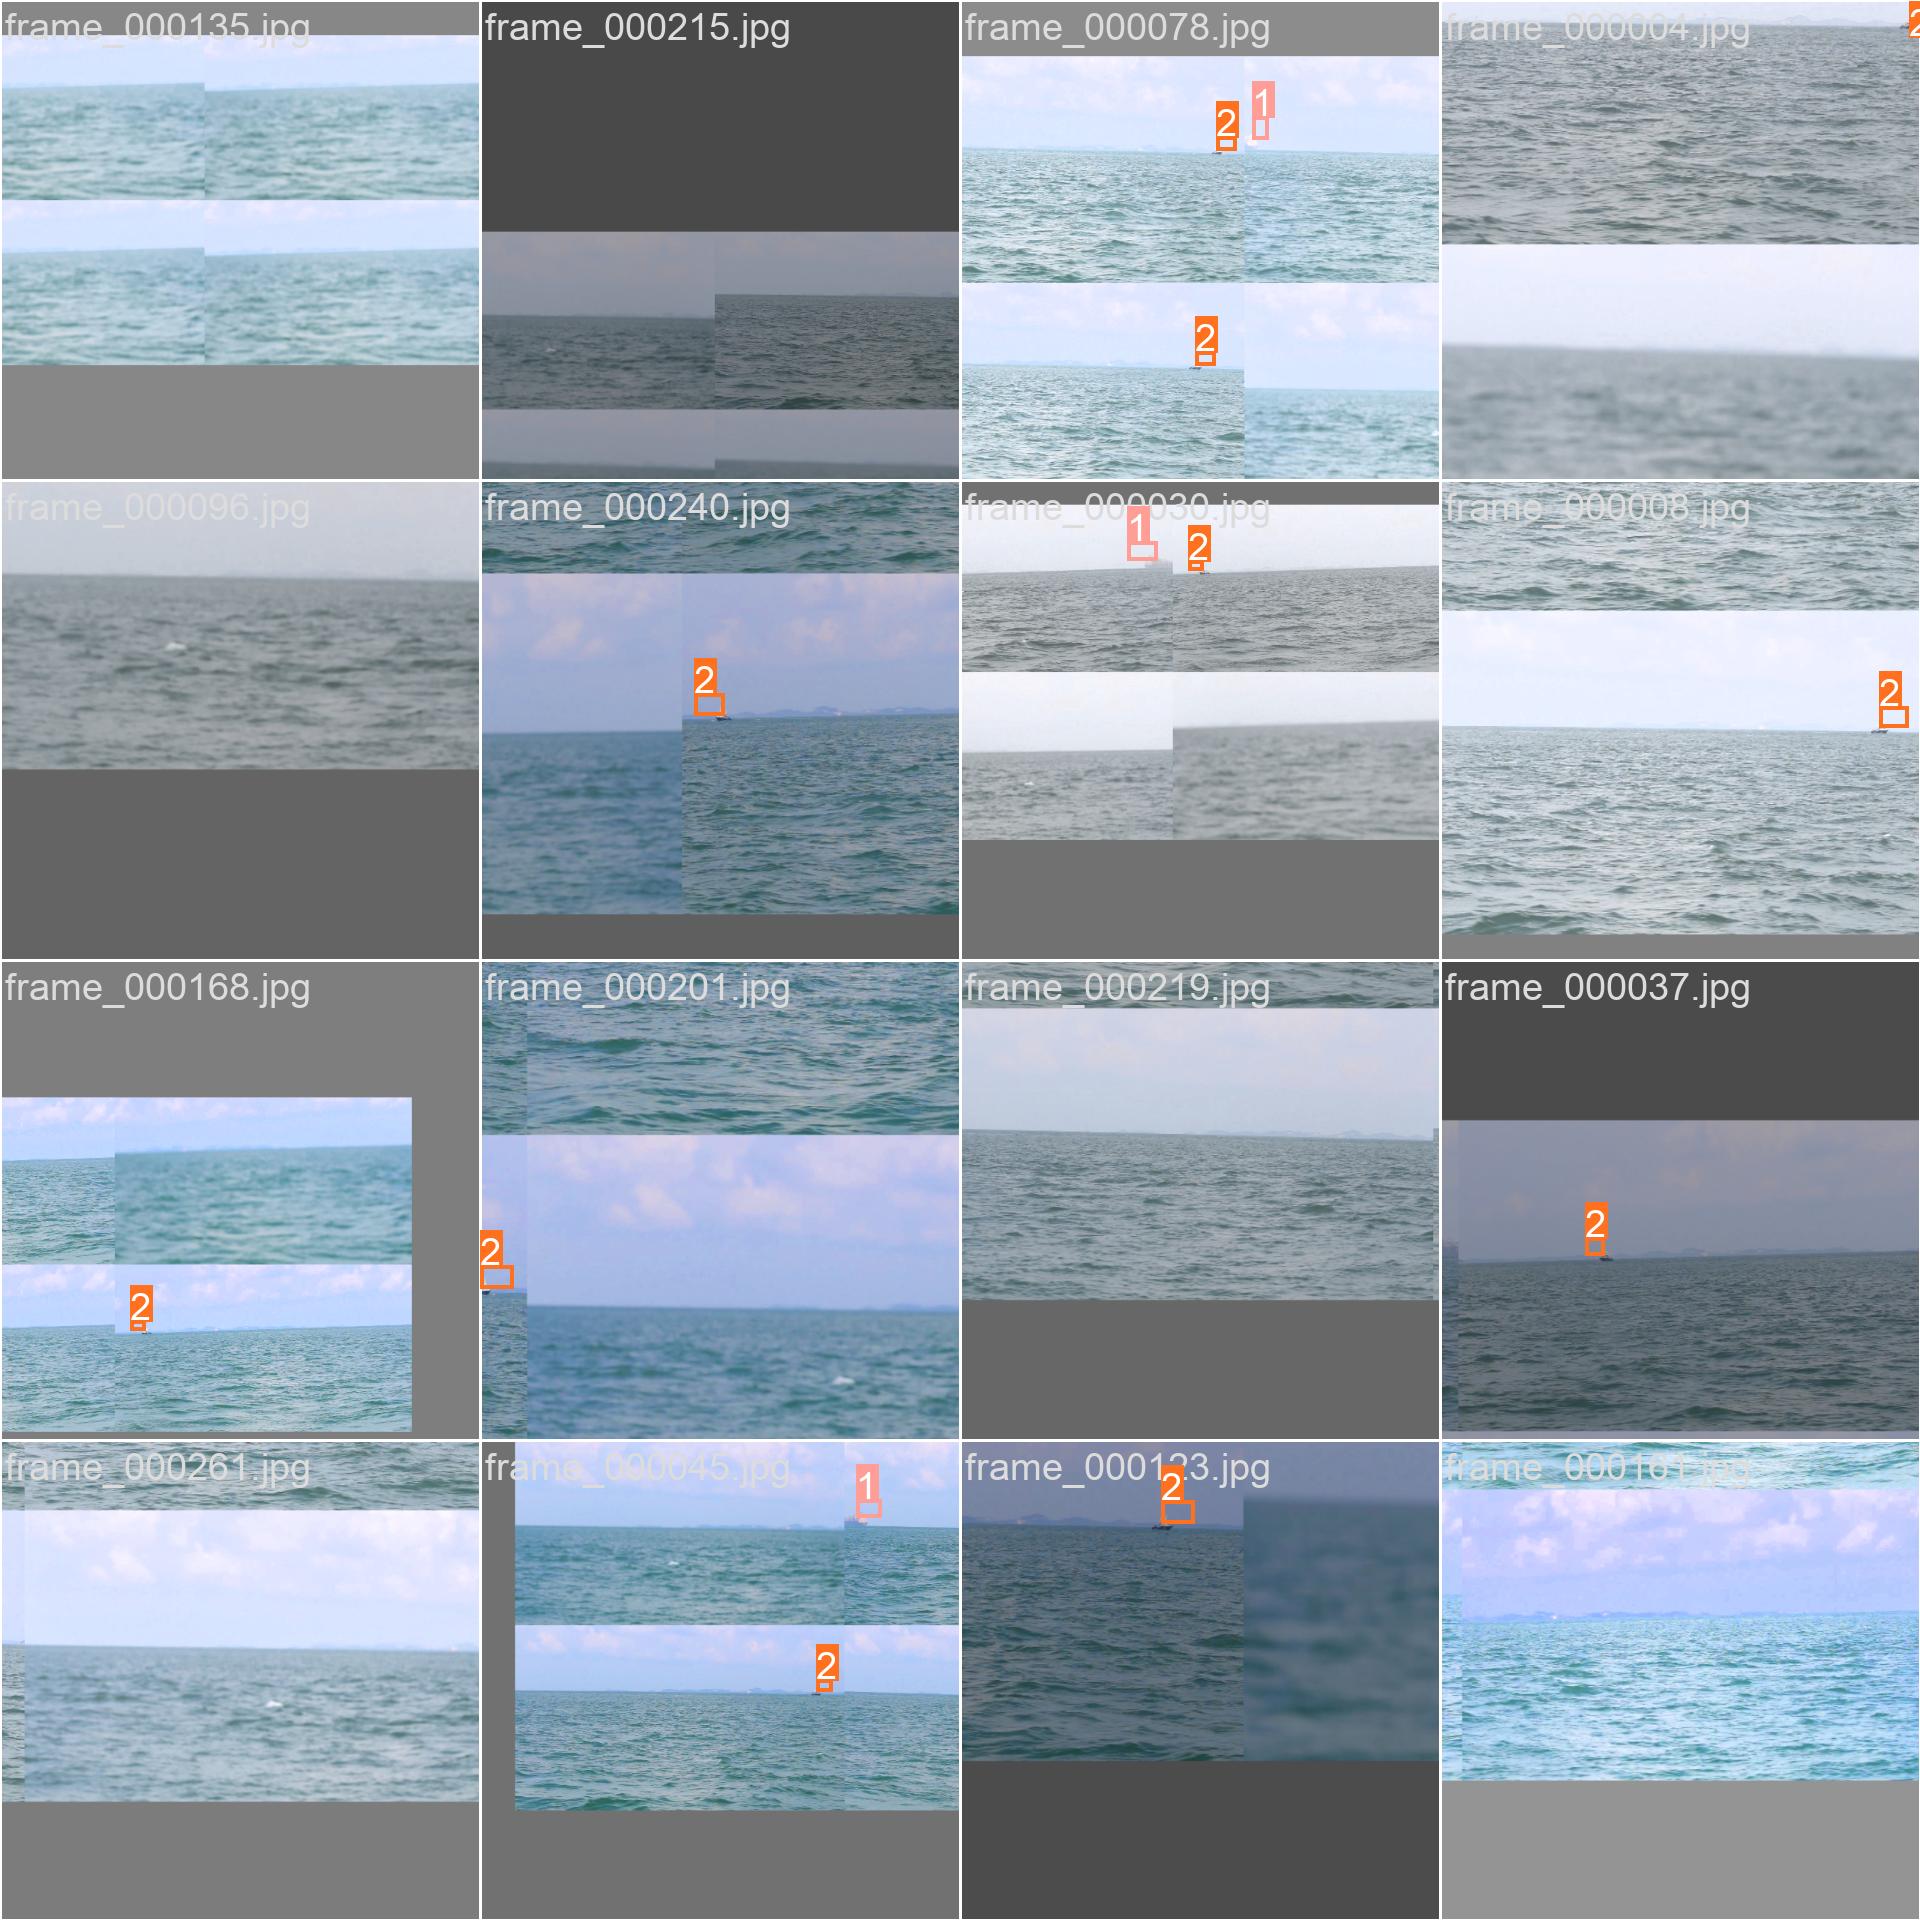 frame_000135.jpg
frame_000215.jpg
frame_000078.jpg
2
1
2
frame_000004.jpg
2
frame_000096.jpg
frame_000240.jpg
2
frame_000030.jpg
1
2
frame_000008.jpg
2
frame_000168.jpg
2
frame_000201.jpg
2
frame_000219.jpg
frame_000037.jpg
2
frame_000261.jpg
frame_000045.jpg
1
2
frame_000123.jpg
2
frame_000161.jpg